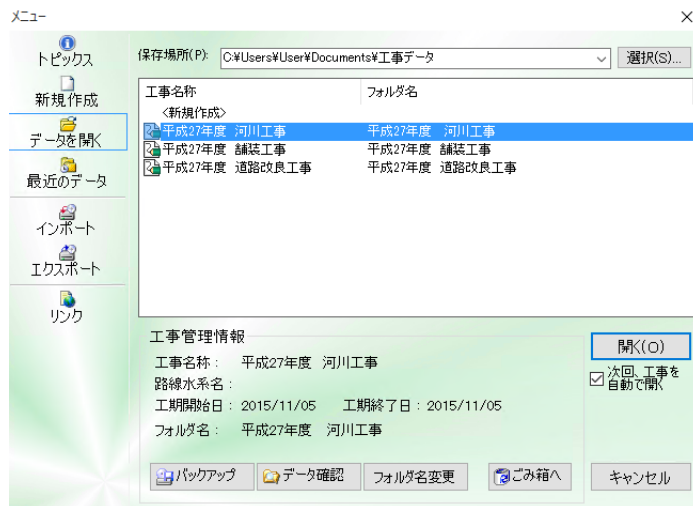 メニュー
トピックス
新規作成
データを開く
最近のデータ
インポート
エクスポート
リンク
保存場所(P): C:¥Users¥User¥Documents¥工事データ 選択(S)...
工事名称 フォルダ名
<新規作成>
平成27年度 河川工事 平成27年度 河川工事
平成27年度 舗装工事 平成27年度 舗装工事
平成27年度 道路改良工事 平成27年度 道路改良工事
工事管理情報
工事名称: 平成27年度 河川工事
路線水系名:
工期開始日: 2015/11/05 工期終了日: 2015/11/05
フォルダ名: 平成27年度 河川工事
開く(O)
次回、工事を
自動で開く
バックアップ データ確認 フォルダ名変更 ごみ箱へ キャンセル